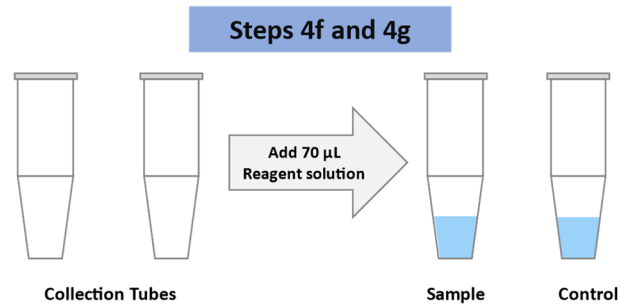 Steps 4f and 4g
Add 70 µL
Reagent solution
Collection Tubes
Sample
Control